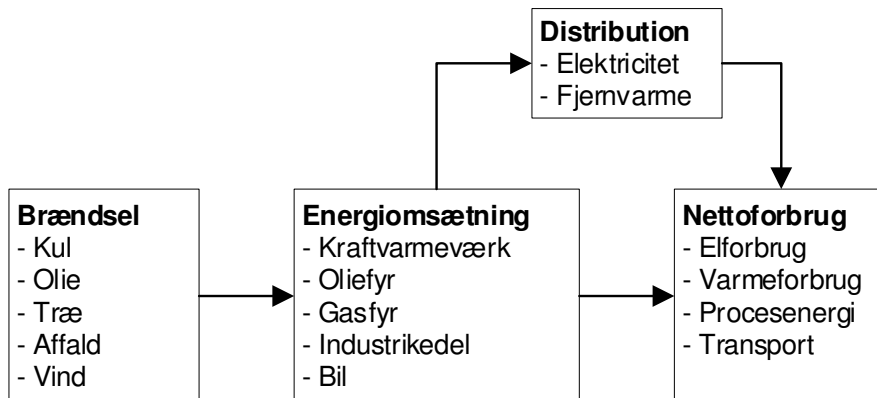 Distribution
- Elektricitet
- Fjernvarme
Brændsel
- Kul
- Olie
- Træ
- Affald
- Vind
Energiomsætning
- Kraftvarmeværk
- Oliefyr
- Gasfyr
- Industrikedel
- Bil
Nettoforbrug
- Elforbrug
- Varmeforbrug
- Procesenergi
- Transport